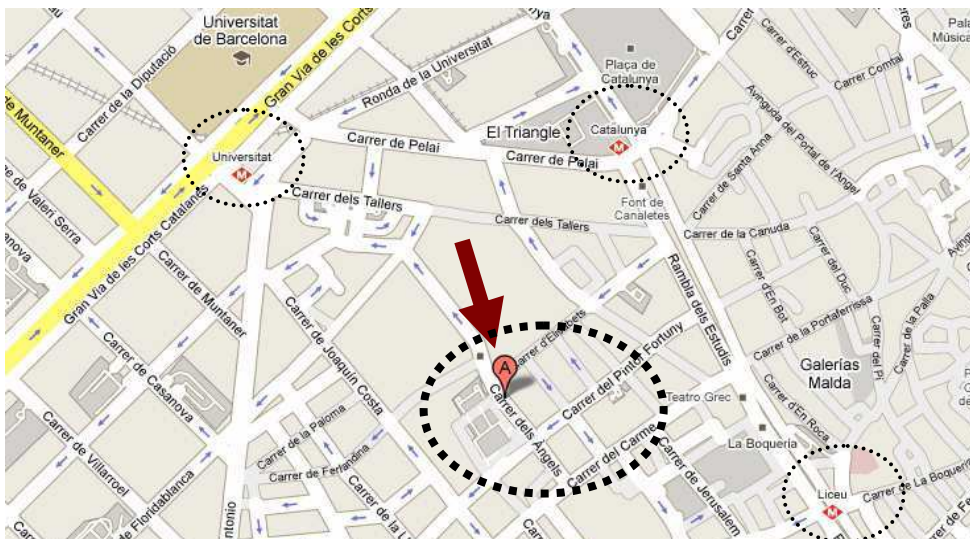 Universitat
de Barcelona
Carrer de la Diputació
Gran Via de les Corts
Ronda de la Universitat
Plaça de
Catalunya
Carrer d'Estruc
Carrer Comtal
Avinguda del Portal de l'Àngel
de Muntaner
Universitat
M
Carrer de Pelai
El Triangle
Catalunya
M
Carrer de Pelai
Carrer de Santa Anna
Font de
Canaletes
Carrer dels Tallers
Carrer dels Tallers
Carrer de la Canuda
de Valeri Serra
Gran Via de les Corts Catalanes
Carrer de Muntaner
Rambla dels Estudis
Carrer d'En Bot
Carrer del Duc
Carrer de la Portaferrissa
Carrer de la Palla
Carrer del Pi
Carrer de Joaquín Costa
Carrer d'Elisabets
A
Carrer del Pintor Fortuny
Galerías
Malda
Carrer de Casanova
Carrer dels Àngels
Teatro Grec
Carrer d'En Roca
La Boqueria
Carrer de la Paloma
Carrer de Ferlandina
Carrer del Carme
Carrer de Jerusalem
Carrer de Villarroel
Floridablanca
Liceu
M
Carrer de La Boqueria